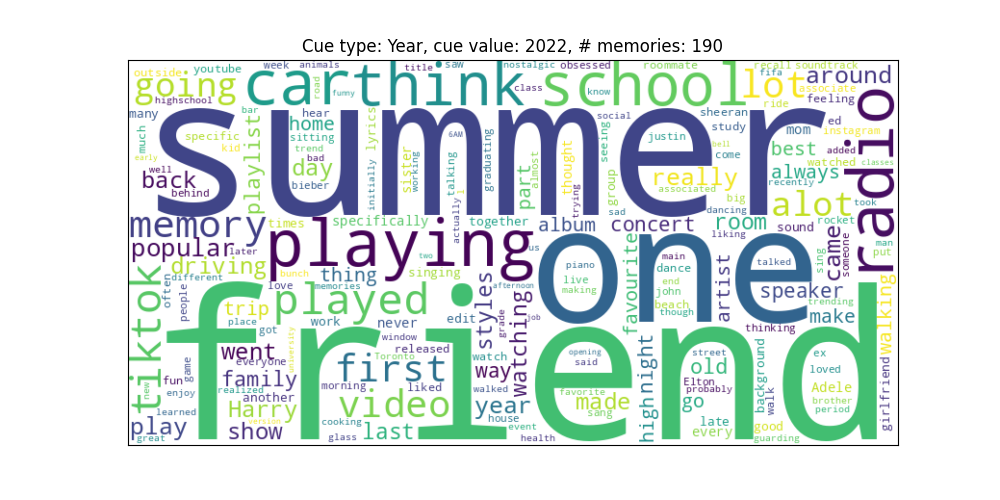 Cue type: Year, cue value: 2022, # memories: 190
outside youtube week animals title saw nostalgic obsessed roommate recall soundtrack
going car think school lot around
highschool road funny class know fifa associate ride feeling
many bar hear lyrics social sheeran ed instagram
much specific kid playlist home sitting trend 6AM justin study mom added
summer
early well bad day bieber sister working talking graduating part almost thought group seeing really come bell best watched classes
back behind initially trying associated big always recently radio
memory times specifically actually together album sad concert dancing room alot took
popular later playing one liking sound rocket
driving two us main artist sing came someone man put
different bunch thing singing piano dance talked
often people love memories styles afternoon live making favourite end beach speaker
tiktok trip played edit watching job though trending make walking
place work never grade thinking
got window released
went everyone university Toronto first watch way opening said street old ex
new fun game family morning liked walked highnight Elton probably background loved
enjoy realized another video year favorite made go walk Adele
learned Harry version cooking house sang period brother girlfriend
play show glass last event late good
great health every guarding
friend john